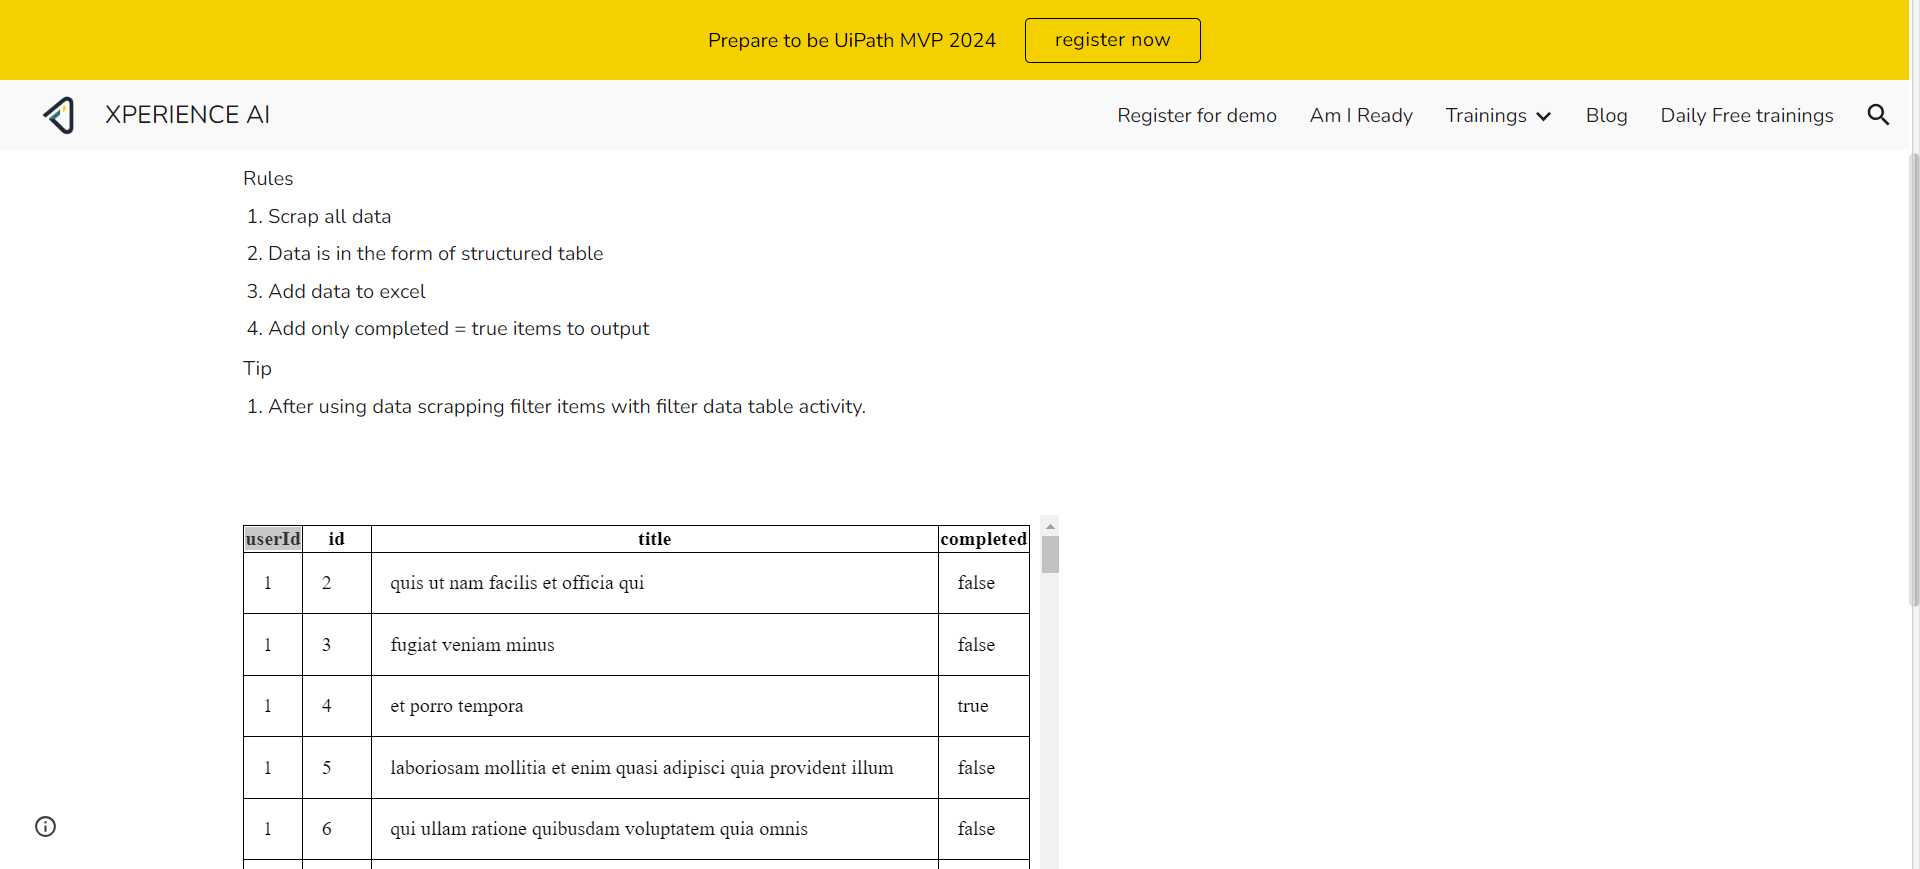 Prepare to be UiPath MVP 2024 register now
XPERIENCE AI Register for demo Am I Ready Trainings Blog Daily Free trainings
Rules
1. Scrap all data
2. Data is in the form of structured table
3. Add data to excel
4. Add only completed = true items to output
Tip
1. After using data scrapping filter items with filter data table activity.
userId id title completed
1 2 quis ut nam facilis et officia qui false
1 3 fugiat veniam minus false
1 4 et porro tempora true
1 5 laboriosam mollitia et enim quasi adipisci quia provident illum false
1 6 qui ullam ratione quibusdam voluptatem quia omnis false